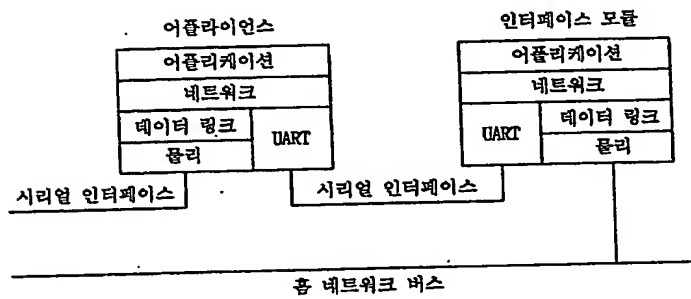 어플라이언스
어플리케이션
네트워크
데이터 링크
물리
UART
시리얼 인터페이스
시리얼 인터페이스
인터페이스 모듈
어플리케이션
네트워크
UART
데이터 링크
물리
홈 네트워크 버스